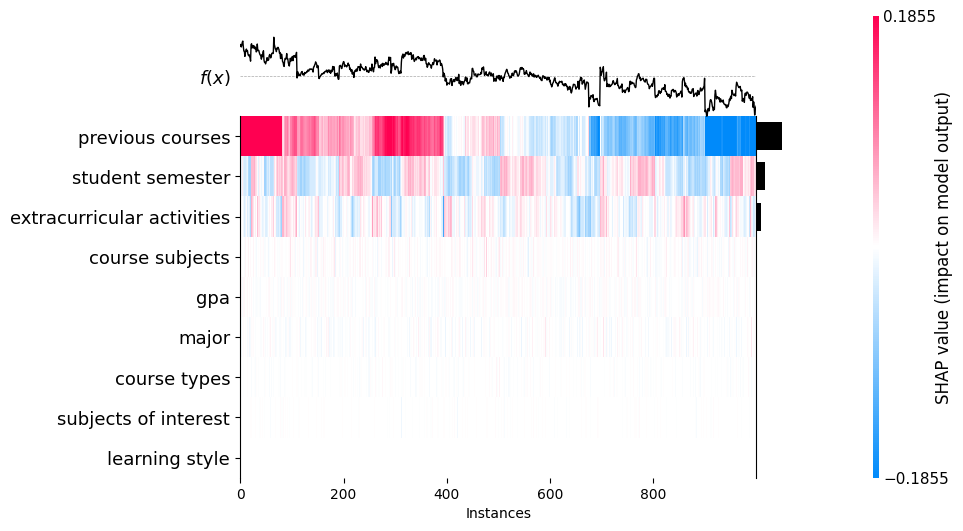 0.1855
f(x)
previous courses
student semester
extracurricular activities
course subjects
gpa
major
course types
subjects of interest
learning style
0 200 400 600 800
Instances
−0.1855
SHAP value (impact on model output)